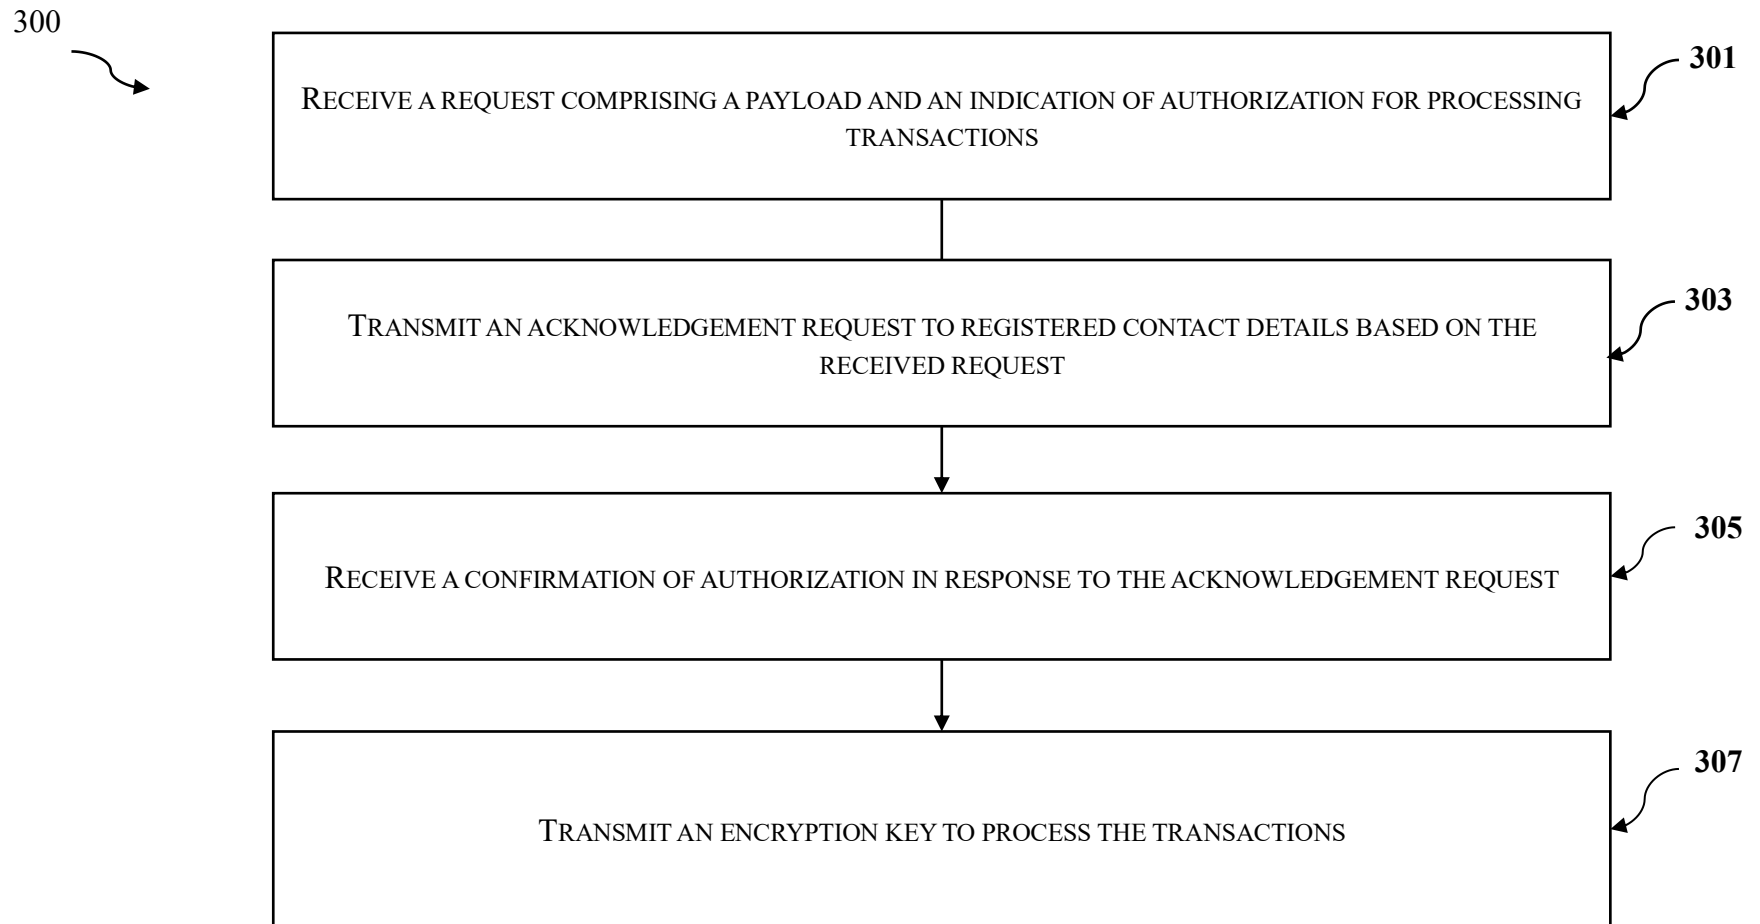 300
301
RECEIVE A REQUEST COMPRISING A PAYLOAD AND AN INDICATION OF AUTHORIZATION FOR PROCESSING
TRANSACTIONS
303
TRANSMIT AN ACKNOWLEDGEMENT REQUEST TO REGISTERED CONTACT DETAILS BASED ON THE
RECEIVED REQUEST
305
RECEIVE A CONFIRMATION OF AUTHORIZATION IN RESPONSE TO THE ACKNOWLEDGEMENT REQUEST
307
TRANSMIT AN ENCRYPTION KEY TO PROCESS THE TRANSACTIONS